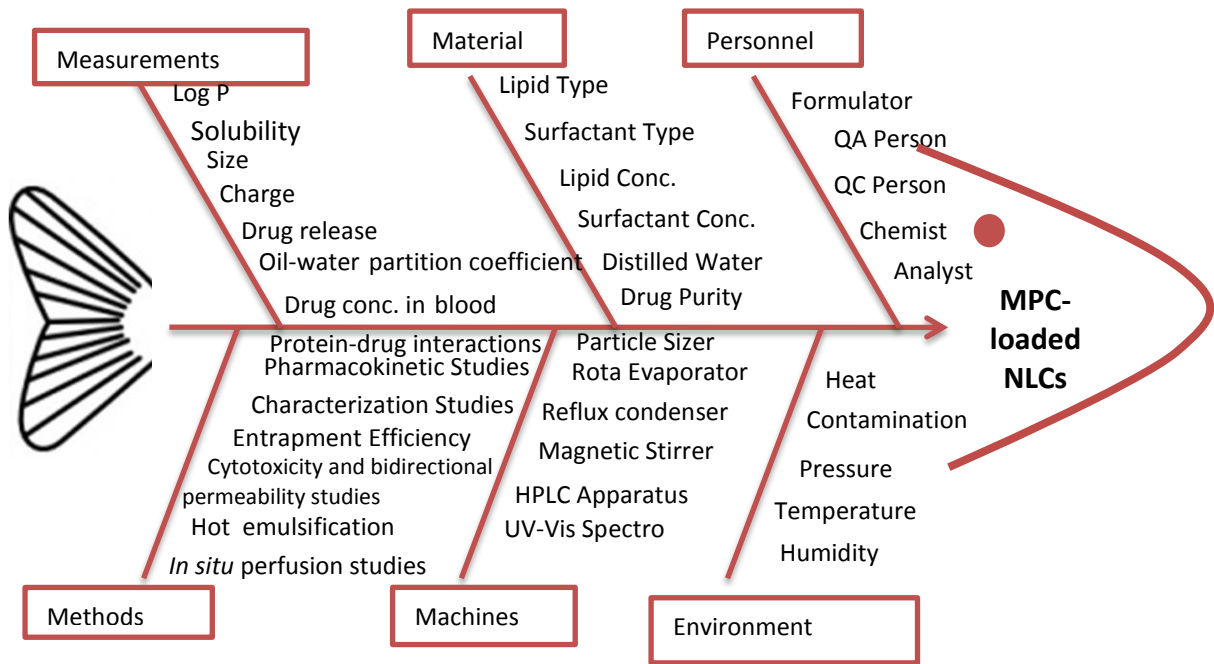 Measurements
Log P
Solubility
Size
Charge
Drug release
Oil-water partition coefficient
Drug conc. in blood
Material
Lipid Type
Surfactant Type
Lipid Conc.
Surfactant Conc.
Distilled Water
Drug Purity
Personnel
Formulator
QA Person
QC Person
Chemist
Analyst
MPC-
loaded
NLCs
Protein-drug interactions
Pharmacokinetic Studies
Characterization Studies
Entrapment Efficiency
Cytotoxicity and bidirectional
permeability studies
Hot emulsification
In situ perfusion studies
Methods
Particle Sizer
Rota Evaporator
Reflux condenser
Magnetic Stirrer
HPLC Apparatus
UV-Vis Spectro
Machines
Heat
Contamination
Pressure
Temperature
Humidity
Environment